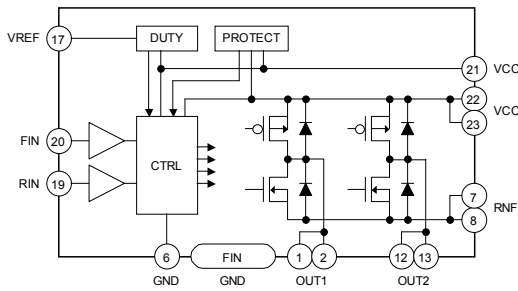 VREF 17 DUTY PROTECT
21 VCC
22 VCC
23
FIN 20
CTRL
RIN 19
7 RNF
8
6 FIN 1 2 12 13
GND GND OUT1 OUT2